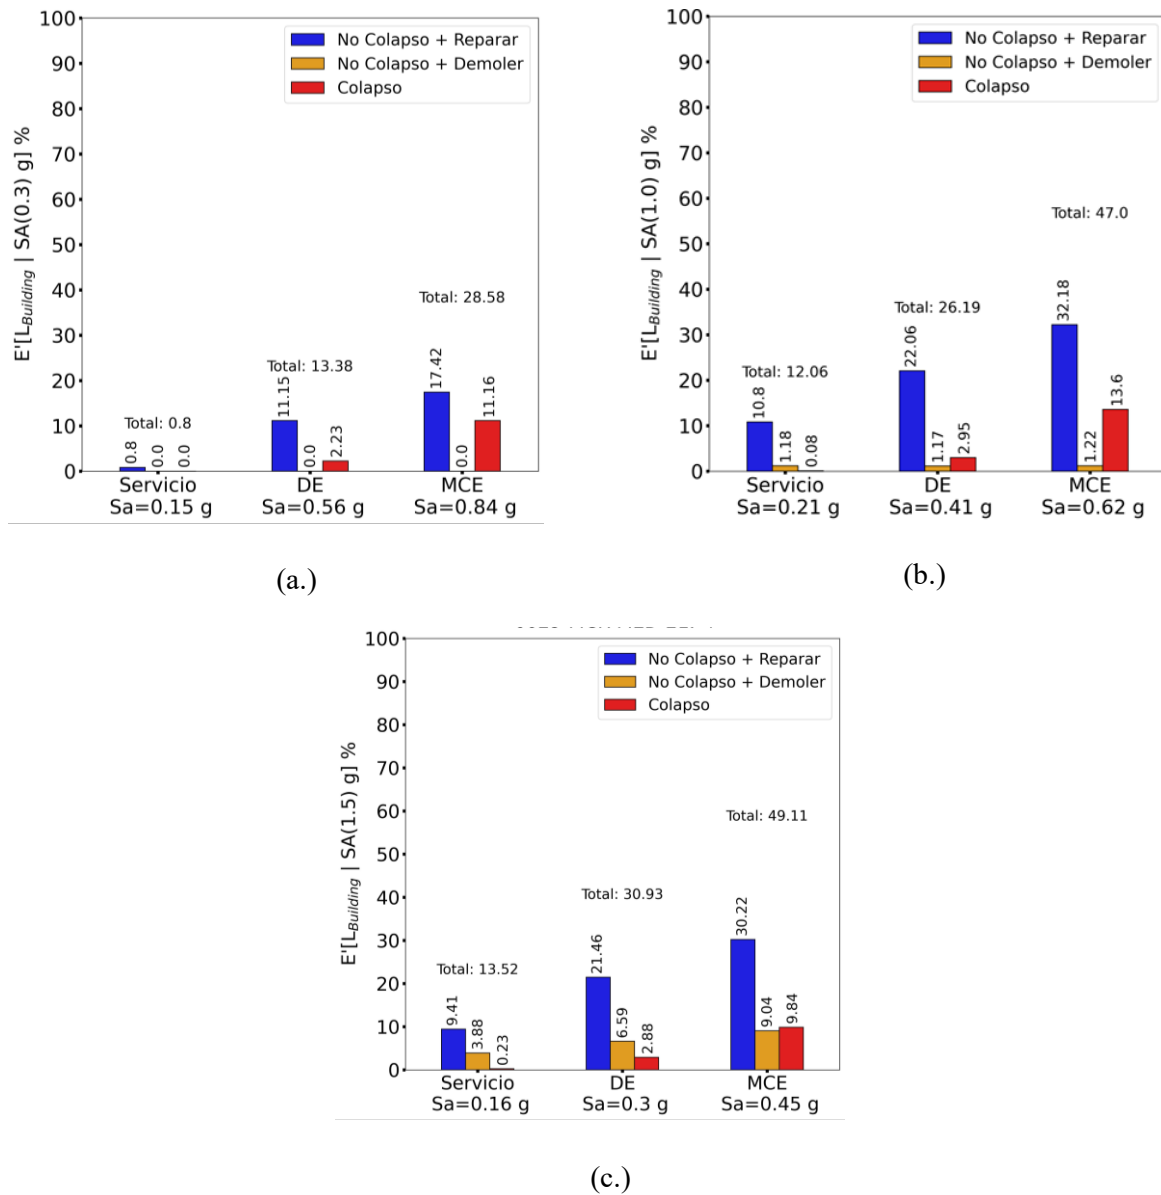 100
90
80
70
60
50
40
30
20
10
0
E'[L_Building | SA(0.3) g] %
No Colapso + Reparar
No Colapso + Demoler
Colapso
Total: 0.8
0.8
0.0
0.0
Total: 13.38
11.15
0.0
2.23
Total: 28.58
17.42
0.0
11.16
Servicio DE MCE
Sa=0.15 g Sa=0.56 g Sa=0.84 g
(a.)
100
90
80
70
60
50
40
30
20
10
0
E'[L_Building | SA(1.0) g] %
No Colapso + Reparar
No Colapso + Demoler
Colapso
Total: 12.06
10.8
1.18
0.08
Total: 26.19
22.06
1.17
2.95
Total: 47.0
32.18
1.22
13.6
Servicio DE MCE
Sa=0.21 g Sa=0.41 g Sa=0.62 g
(b.)
100
90
80
70
60
50
40
30
20
10
0
E'[L_Building | SA(1.5) g] %
No Colapso + Reparar
No Colapso + Demoler
Colapso
Total: 13.52
9.41
3.88
0.23
Total: 30.93
21.46
6.59
2.88
Total: 49.11
30.22
9.04
9.84
Servicio DE MCE
Sa=0.16 g Sa=0.3 g Sa=0.45 g
(c.)